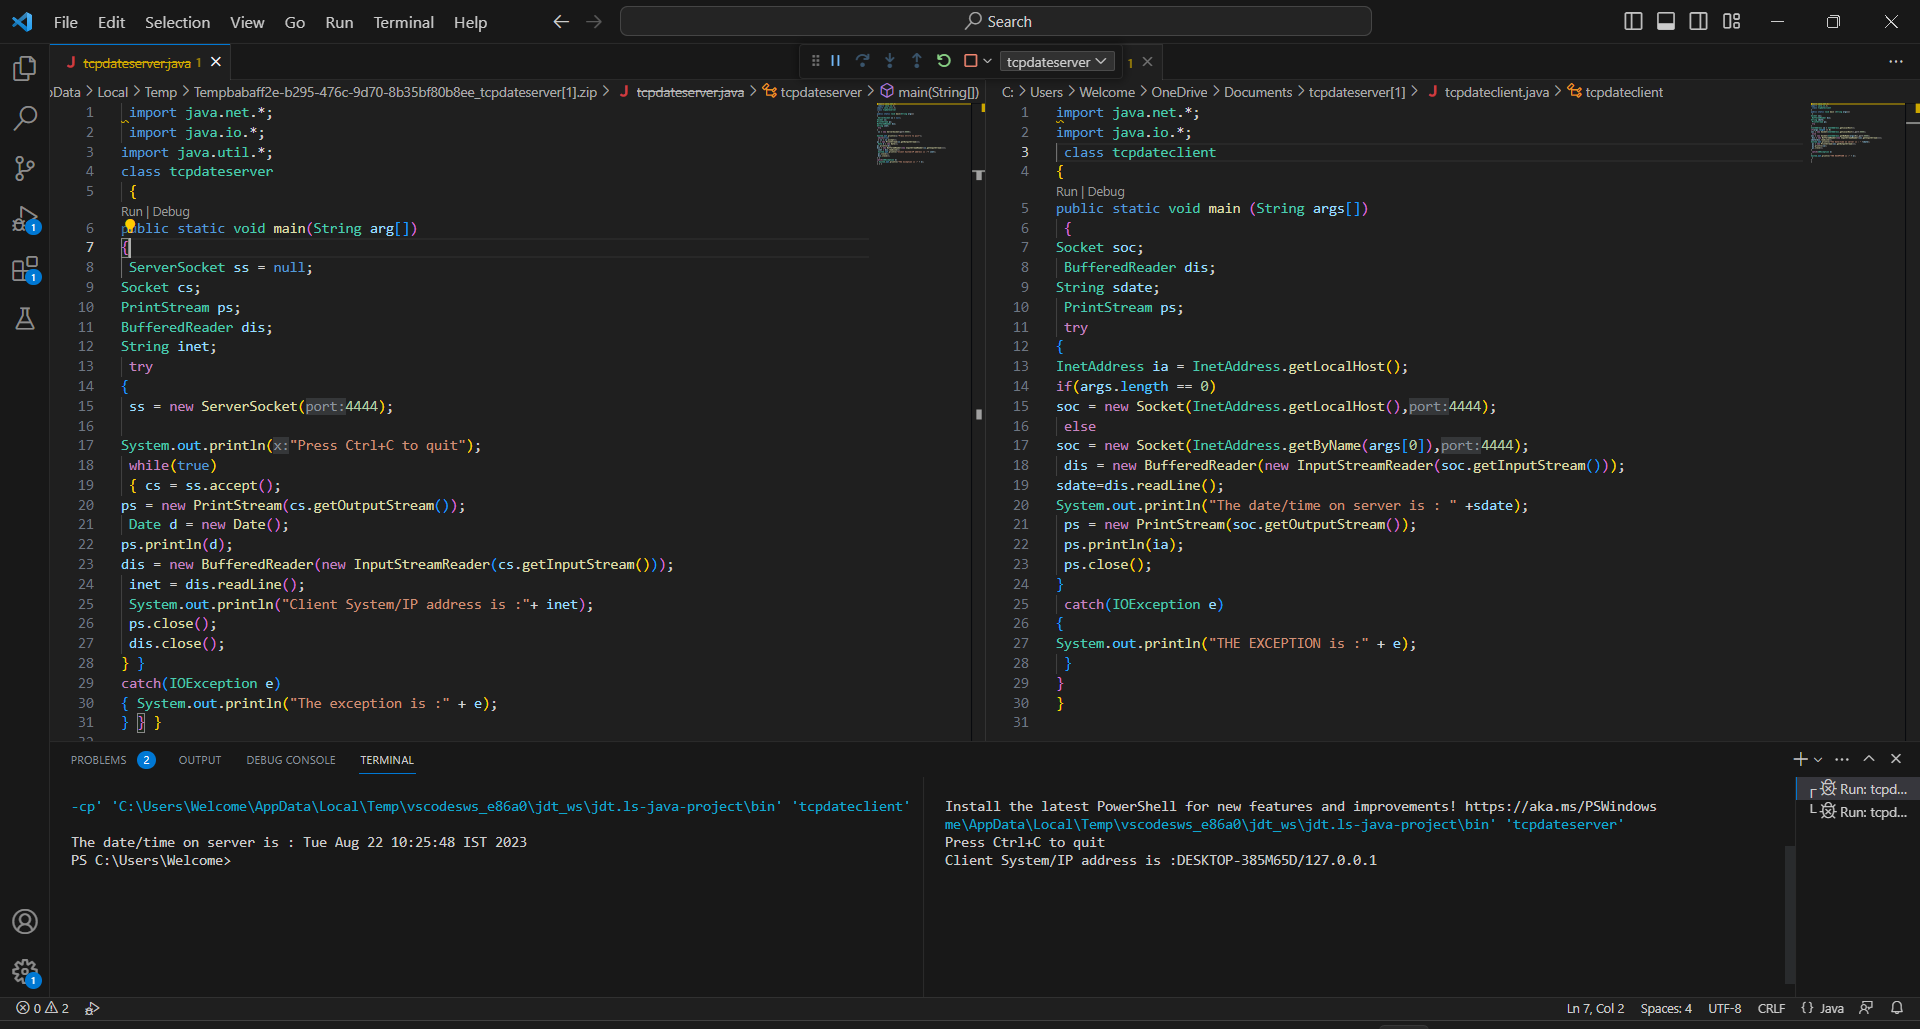 File Edit Selection View Go Run Terminal Help
Search
tcpdateserver.java 1
tcpdateserver
1
Data > Local > Temp > Tempbabaff2e-b295-476c-9d70-8b35bf80b8ee_tcpdateserver[1].zip > J tcpdateserver.java > tcpdateserver > main(String[])
1 import java.net.*;
2 import java.io.*;
3 import java.util.*;
4 class tcpdateserver
5 {
Run | Debug
6 public static void main(String arg[])
7 {
8 ServerSocket ss = null;
9 Socket cs;
10 PrintStream ps;
11 BufferedReader dis;
12 String inet;
13 try
14 {
15 ss = new ServerSocket(port:4444);
16
17 System.out.println(x:"Press Ctrl+C to quit");
18 while(true)
19 { cs = ss.accept();
20 ps = new PrintStream(cs.getOutputStream());
21 Date d = new Date();
22 ps.println(d);
23 dis = new BufferedReader(new InputStreamReader(cs.getInputStream()));
24 inet = dis.readLine();
25 System.out.println("Client System/IP address is :"+ inet);
26 ps.close();
27 dis.close();
28 } }
29 catch(IOException e)
30 { System.out.println("The exception is :" + e);
31 } } }
32
C: > Users > Welcome > OneDrive > Documents > tcpdateserver[1] > J tcpdateclient.java > tcpdateclient
1 import java.net.*;
2 import java.io.*;
3 class tcpdateclient
4 {
Run | Debug
5 public static void main (String args[])
6 {
7 Socket soc;
8 BufferedReader dis;
9 String sdate;
10 PrintStream ps;
11 try
12 {
13 InetAddress ia = InetAddress.getLocalHost();
14 if(args.length == 0)
15 soc = new Socket(InetAddress.getLocalHost(),port:4444);
16 else
17 soc = new Socket(InetAddress.getByName(args[0]),port:4444);
18 dis = new BufferedReader(new InputStreamReader(soc.getInputStream()));
19 sdate=dis.readLine();
20 System.out.println("The date/time on server is : " +sdate);
21 ps = new PrintStream(soc.getOutputStream());
22 ps.println(ia);
23 ps.close();
24 }
25 catch(IOException e)
26 {
27 System.out.println("THE EXCEPTION is :" + e);
28 }
29 }
30 }
31
PROBLEMS 2 OUTPUT DEBUG CONSOLE TERMINAL
-cp' 'C:\Users\Welcome\AppData\Local\Temp\vscodesws_e86a0\jdt_ws\jdt.ls-java-project\bin' 'tcpdateclient'
The date/time on server is : Tue Aug 22 10:25:48 IST 2023
PS C:\Users\Welcome>
Install the latest PowerShell for new features and improvements! https://aka.ms/PSWindows
me\AppData\Local\Temp\vscodesws_e86a0\jdt_ws\jdt.ls-java-project\bin' 'tcpdateserver'
Press Ctrl+C to quit
Client System/IP address is :DESKTOP-385M65D/127.0.0.1
Run: tcpd...
Run: tcpd...
1
1
1
0 2
Ln 7, Col 2 Spaces: 4 UTF-8 CRLF {} Java